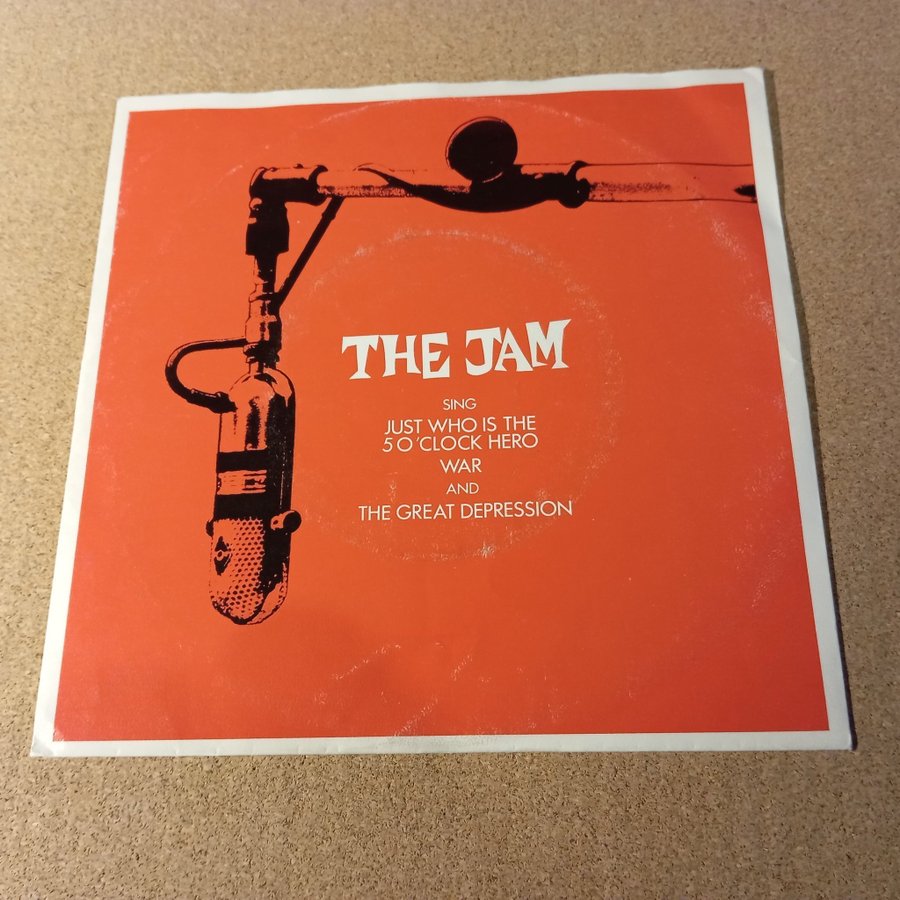 THE JAM
SING
JUST WHO IS THE
5 O'CLOCK HERO
WAR
AND
THE GREAT DEPRESSION